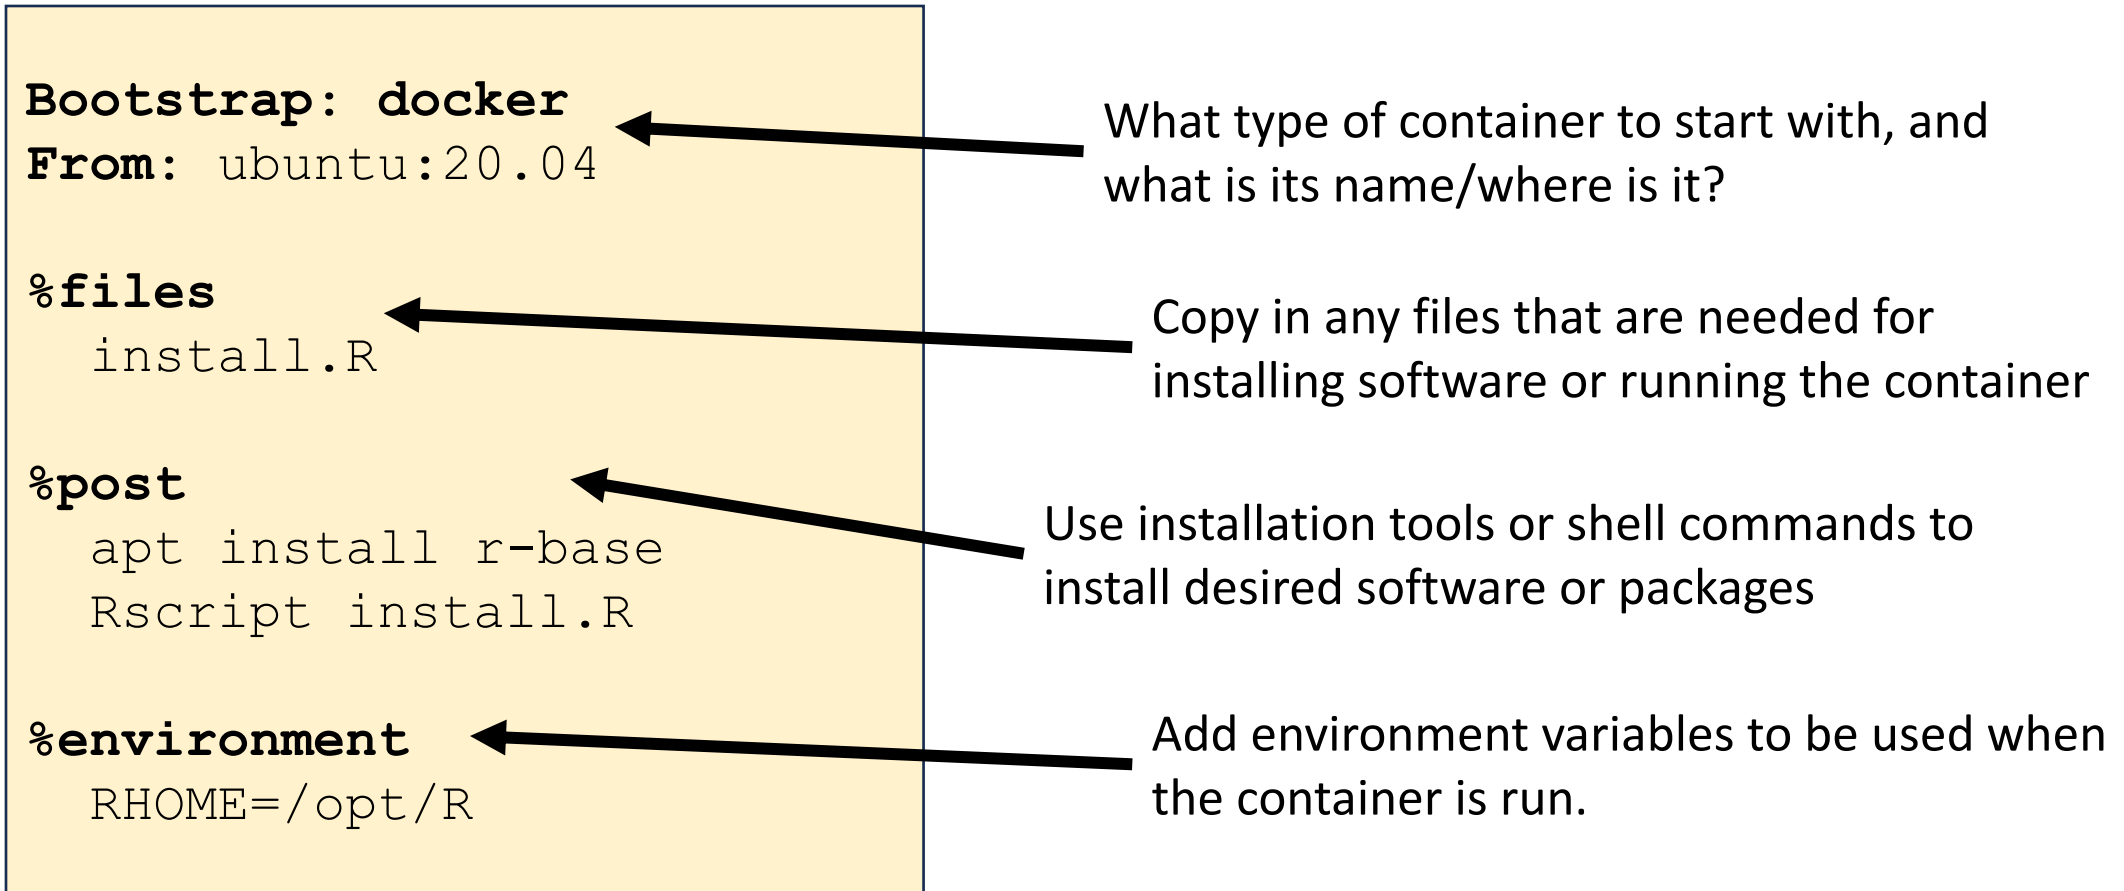 Bootstrap: docker
From: ubuntu:20.04
What type of container to start with, and
what is its name/where is it?
%files
install.R
Copy in any files that are needed for
installing software or running the container
%post
apt install r-base
Rscript install.R
Use installation tools or shell commands to
install desired software or packages
%environment
RHOME=/opt/R
Add environment variables to be used when
the container is run.